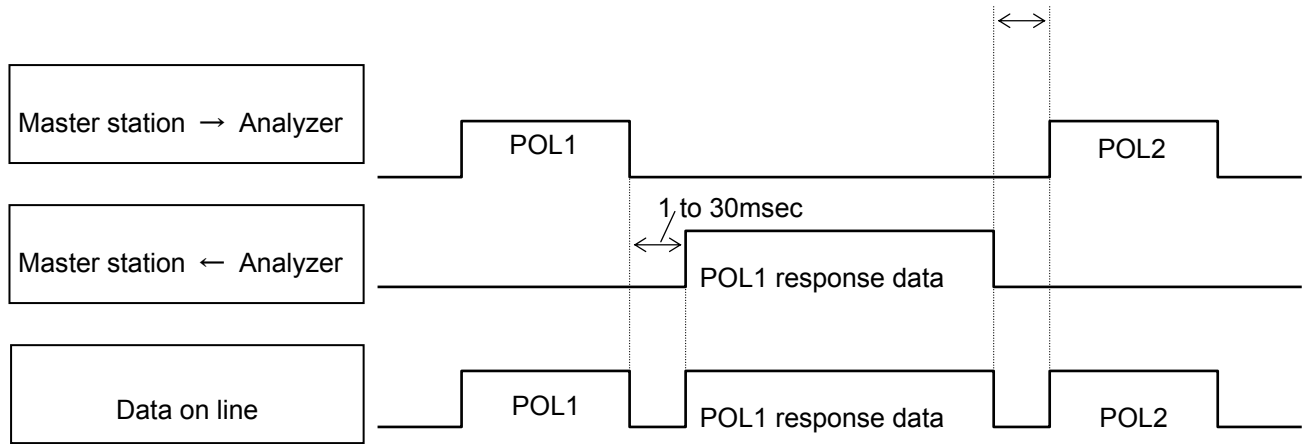 Master station → Analyzer
POL1
POL2
1 to 30msec
Master station ← Analyzer
POL1 response data
Data on line
POL1
POL1 response data
POL2